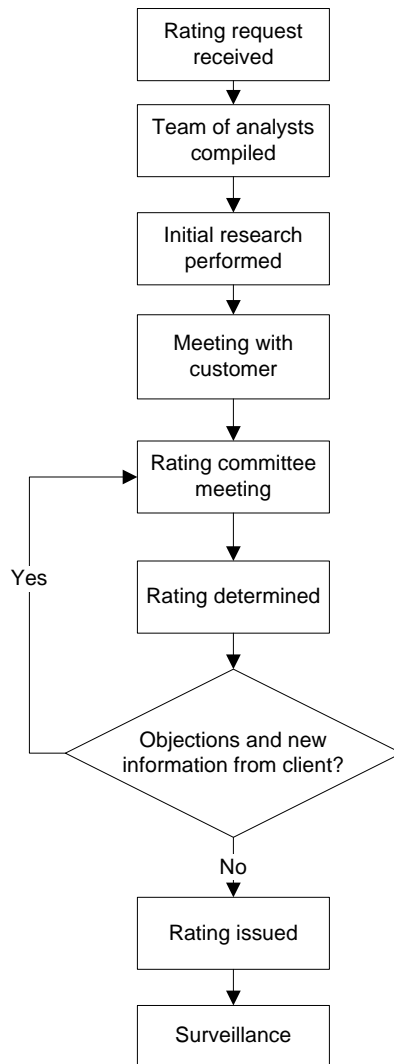 Rating request
received
Team of analysts
compiled
Initial research
performed
Meeting with
customer
Rating committee
meeting
Yes
Rating determined
Objections and new
information from client?
No
Rating issued
Surveillance